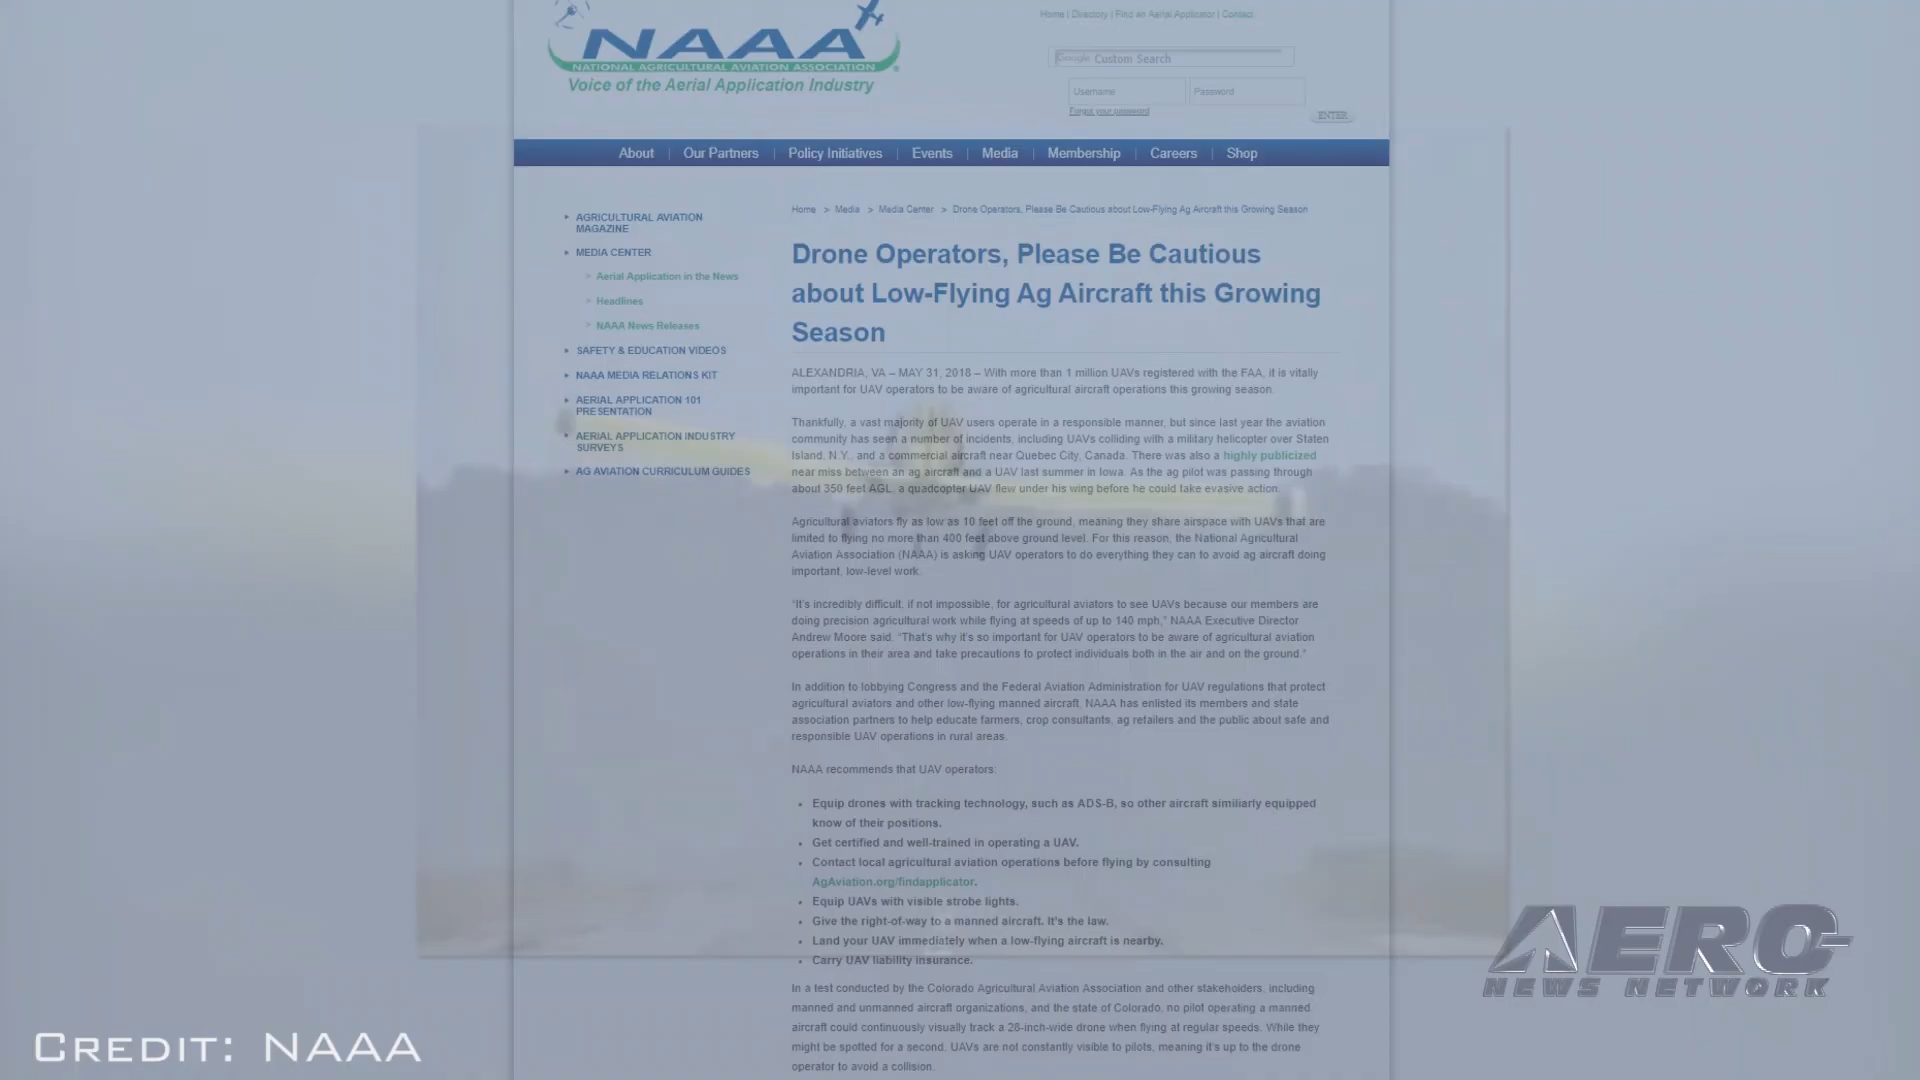 NAAA
NATIONAL AGRICULTURAL AVIATION ASSOCIATION
Voice of the Aerial Application Industry
Home | Directory | Find an Aerial Applicator | Contact
Google Custom Search
Username
Password
Forgot your password
ENTER
About | Our Partners | Policy Initiatives | Events | Media | Membership | Careers | Shop
AGRICULTURAL AVIATION
MAGAZINE
MEDIA CENTER
> Aerial Application in the News
> Headlines
> NAAA News Releases
SAFETY & EDUCATION VIDEOS
NAAA MEDIA RELATIONS KIT
AERIAL APPLICATION 101
PRESENTATION
AERIAL APPLICATION INDUSTRY
SURVEYS
AG AVIATION CURRICULUM GUIDES
Home > Media > Media Center > Drone Operators, Please Be Cautious about Low-Flying Ag Aircraft this Growing Season
Drone Operators, Please Be Cautious
about Low-Flying Ag Aircraft this Growing
Season
ALEXANDRIA, VA – MAY 31, 2018 – With more than 1 million UAVs registered with the FAA, it is vitally
important for UAV operators to be aware of agricultural aircraft operations this growing season.
Thankfully, a vast majority of UAV users operate in a responsible manner, but since last year the aviation
community has seen a number of incidents, including UAVs colliding with a military helicopter over Staten
Island, N.Y., and a commercial aircraft near Quebec City, Canada. There was also a highly publicized
near miss between an ag aircraft and a UAV last summer in Iowa. As the ag pilot was passing through
about 350 feet AGL, a quadcopter UAV flew under his wing before he could take evasive action.
Agricultural aviators fly as low as 10 feet off the ground, meaning they share airspace with UAVs that are
limited to flying no more than 400 feet above ground level. For this reason, the National Agricultural
Aviation Association (NAAA) is asking UAV operators to do everything they can to avoid ag aircraft doing
important, low-level work.
“It’s incredibly difficult, if not impossible, for agricultural aviators to see UAVs because our members are
doing precision agricultural work while flying at speeds of up to 140 mph,” NAAA Executive Director
Andrew Moore said. “That’s why it’s so important for UAV operators to be aware of agricultural aviation
operations in their area and take precautions to protect individuals both in the air and on the ground.”
In addition to lobbying Congress and the Federal Aviation Administration for UAV regulations that protect
agricultural aviators and other low-flying manned aircraft, NAAA has enlisted its members and state
association partners to help educate farmers, crop consultants, ag retailers and the public about safe and
responsible UAV operations in rural areas.
NAAA recommends that UAV operators:
• Equip drones with tracking technology, such as ADS-B, so other aircraft similiarly equipped
know of their positions.
• Get certified and well-trained in operating a UAV.
• Contact local agricultural aviation operations before flying by consulting
AgAviation.org/findapplicator.
• Equip UAVs with visible strobe lights.
• Give the right-of-way to a manned aircraft. It’s the law.
• Land your UAV immediately when a low-flying aircraft is nearby.
• Carry UAV liability insurance.
In a test conducted by the Colorado Agricultural Aviation Association and other stakeholders, including
manned and unmanned aircraft organizations, and the state of Colorado, no pilot operating a manned
aircraft could continuously visually track a 28-inch-wide drone when flying at regular speeds. While they
might be spotted for a second, UAVs are not constantly visible to pilots, meaning it’s up to the drone
operator to avoid a collision.
AERO-
NEWS NETWORK
CREDIT: NAAA